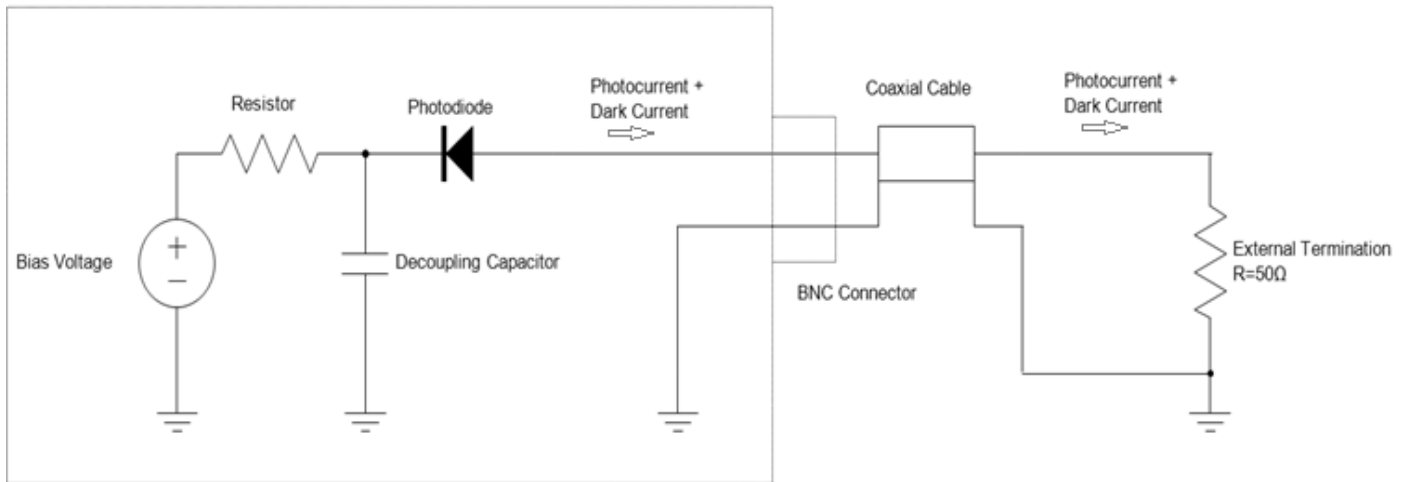 Photocurrent +
Dark Current
Photocurrent +
Dark Current
Coaxial Cable
Resistor
Photodiode
Bias Voltage
+
−
Decoupling Capacitor
BNC Connector
External Termination
R=50Ω